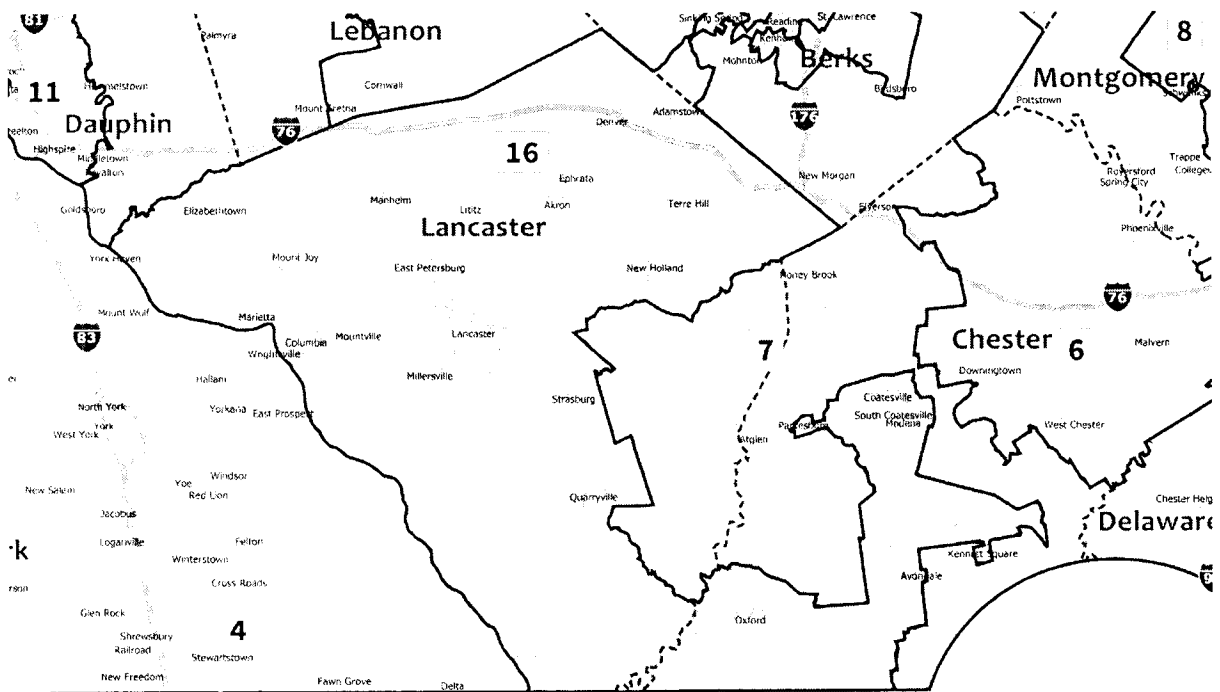 81
Palmyra
Lebanon
Sinking Spring
Reading
St. Lawrence
Kenhorst
Mohnton
Berks
8
Montgomery
Cornwall
Birdsboro
Pottstown
11
Hummelstown
Mount Aretna
Adamstown
176
Dauphin
76
Denver
Highspire
Middletown
Royalton
16
Trappe
Collegev
Royersford
Spring City
Ephrata
New Morgan
Goldsboro
Elizabethtown
Manheim
Lititz
Akron
Terre Hill
Elverson
Lancaster
Phoenixville
York Haven
Mount Joy
East Petersburg
New Holland
Honey Brook
76
Mount Wolf
Marietta
83
Columbia
Mountville
Lancaster
7
Chester
6
Malvern
Wrightsville
Hallam
Millersville
Downingtown
North York
York
Yorkana
East Prospect
Strasburg
Coatesville
South Coatesville
Modena
West York
Atglen
Parkesburg
West Chester
New Salem
Yoe
Windsor
Red Lion
Quarryville
Chester Heig
Jacobus
Delaware
Loganville
Felton
Winterstown
Kennett Square
Cross Roads
Avondale
Glen Rock
Oxford
Shrewsbury
Railroad
4
Stewartstown
New Freedom
Fawn Grove
Delta